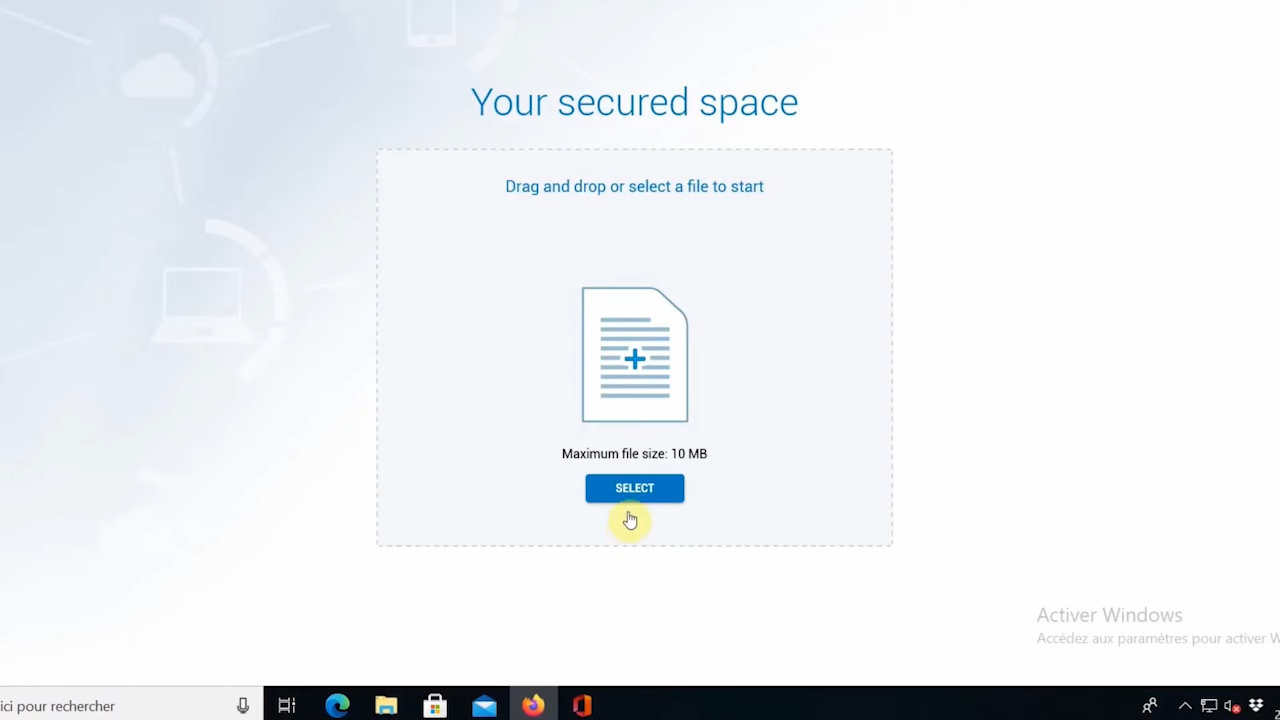 Your secured space
Drag and drop or select a file to start
Maximum file size: 10 MB
SELECT
Activer Windows
Accédez aux paramètres pour activer
ici pour rechercher